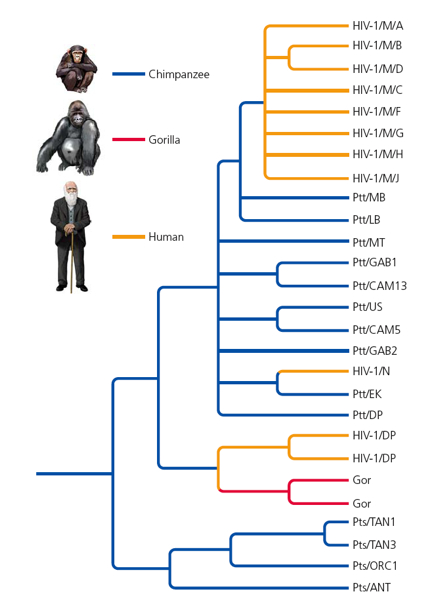 Chimpanzee
Gorilla
Human
HIV-1/M/A
HIV-1/M/B
HIV-1/M/D
HIV-1/M/C
HIV-1/M/F
HIV-1/M/G
HIV-1/M/H
HIV-1/M/J
Ptt/MB
Ptt/LB
Ptt/MT
Ptt/GAB1
Ptt/CAM13
Ptt/US
Ptt/CAM5
Ptt/GAB2
HIV-1/N
Ptt/EK
Ptt/DP
HIV-1/DP
HIV-1/DP
Gor
Gor
Pts/TAN1
Pts/TAN3
Pts/ORC1
Pts/ANT